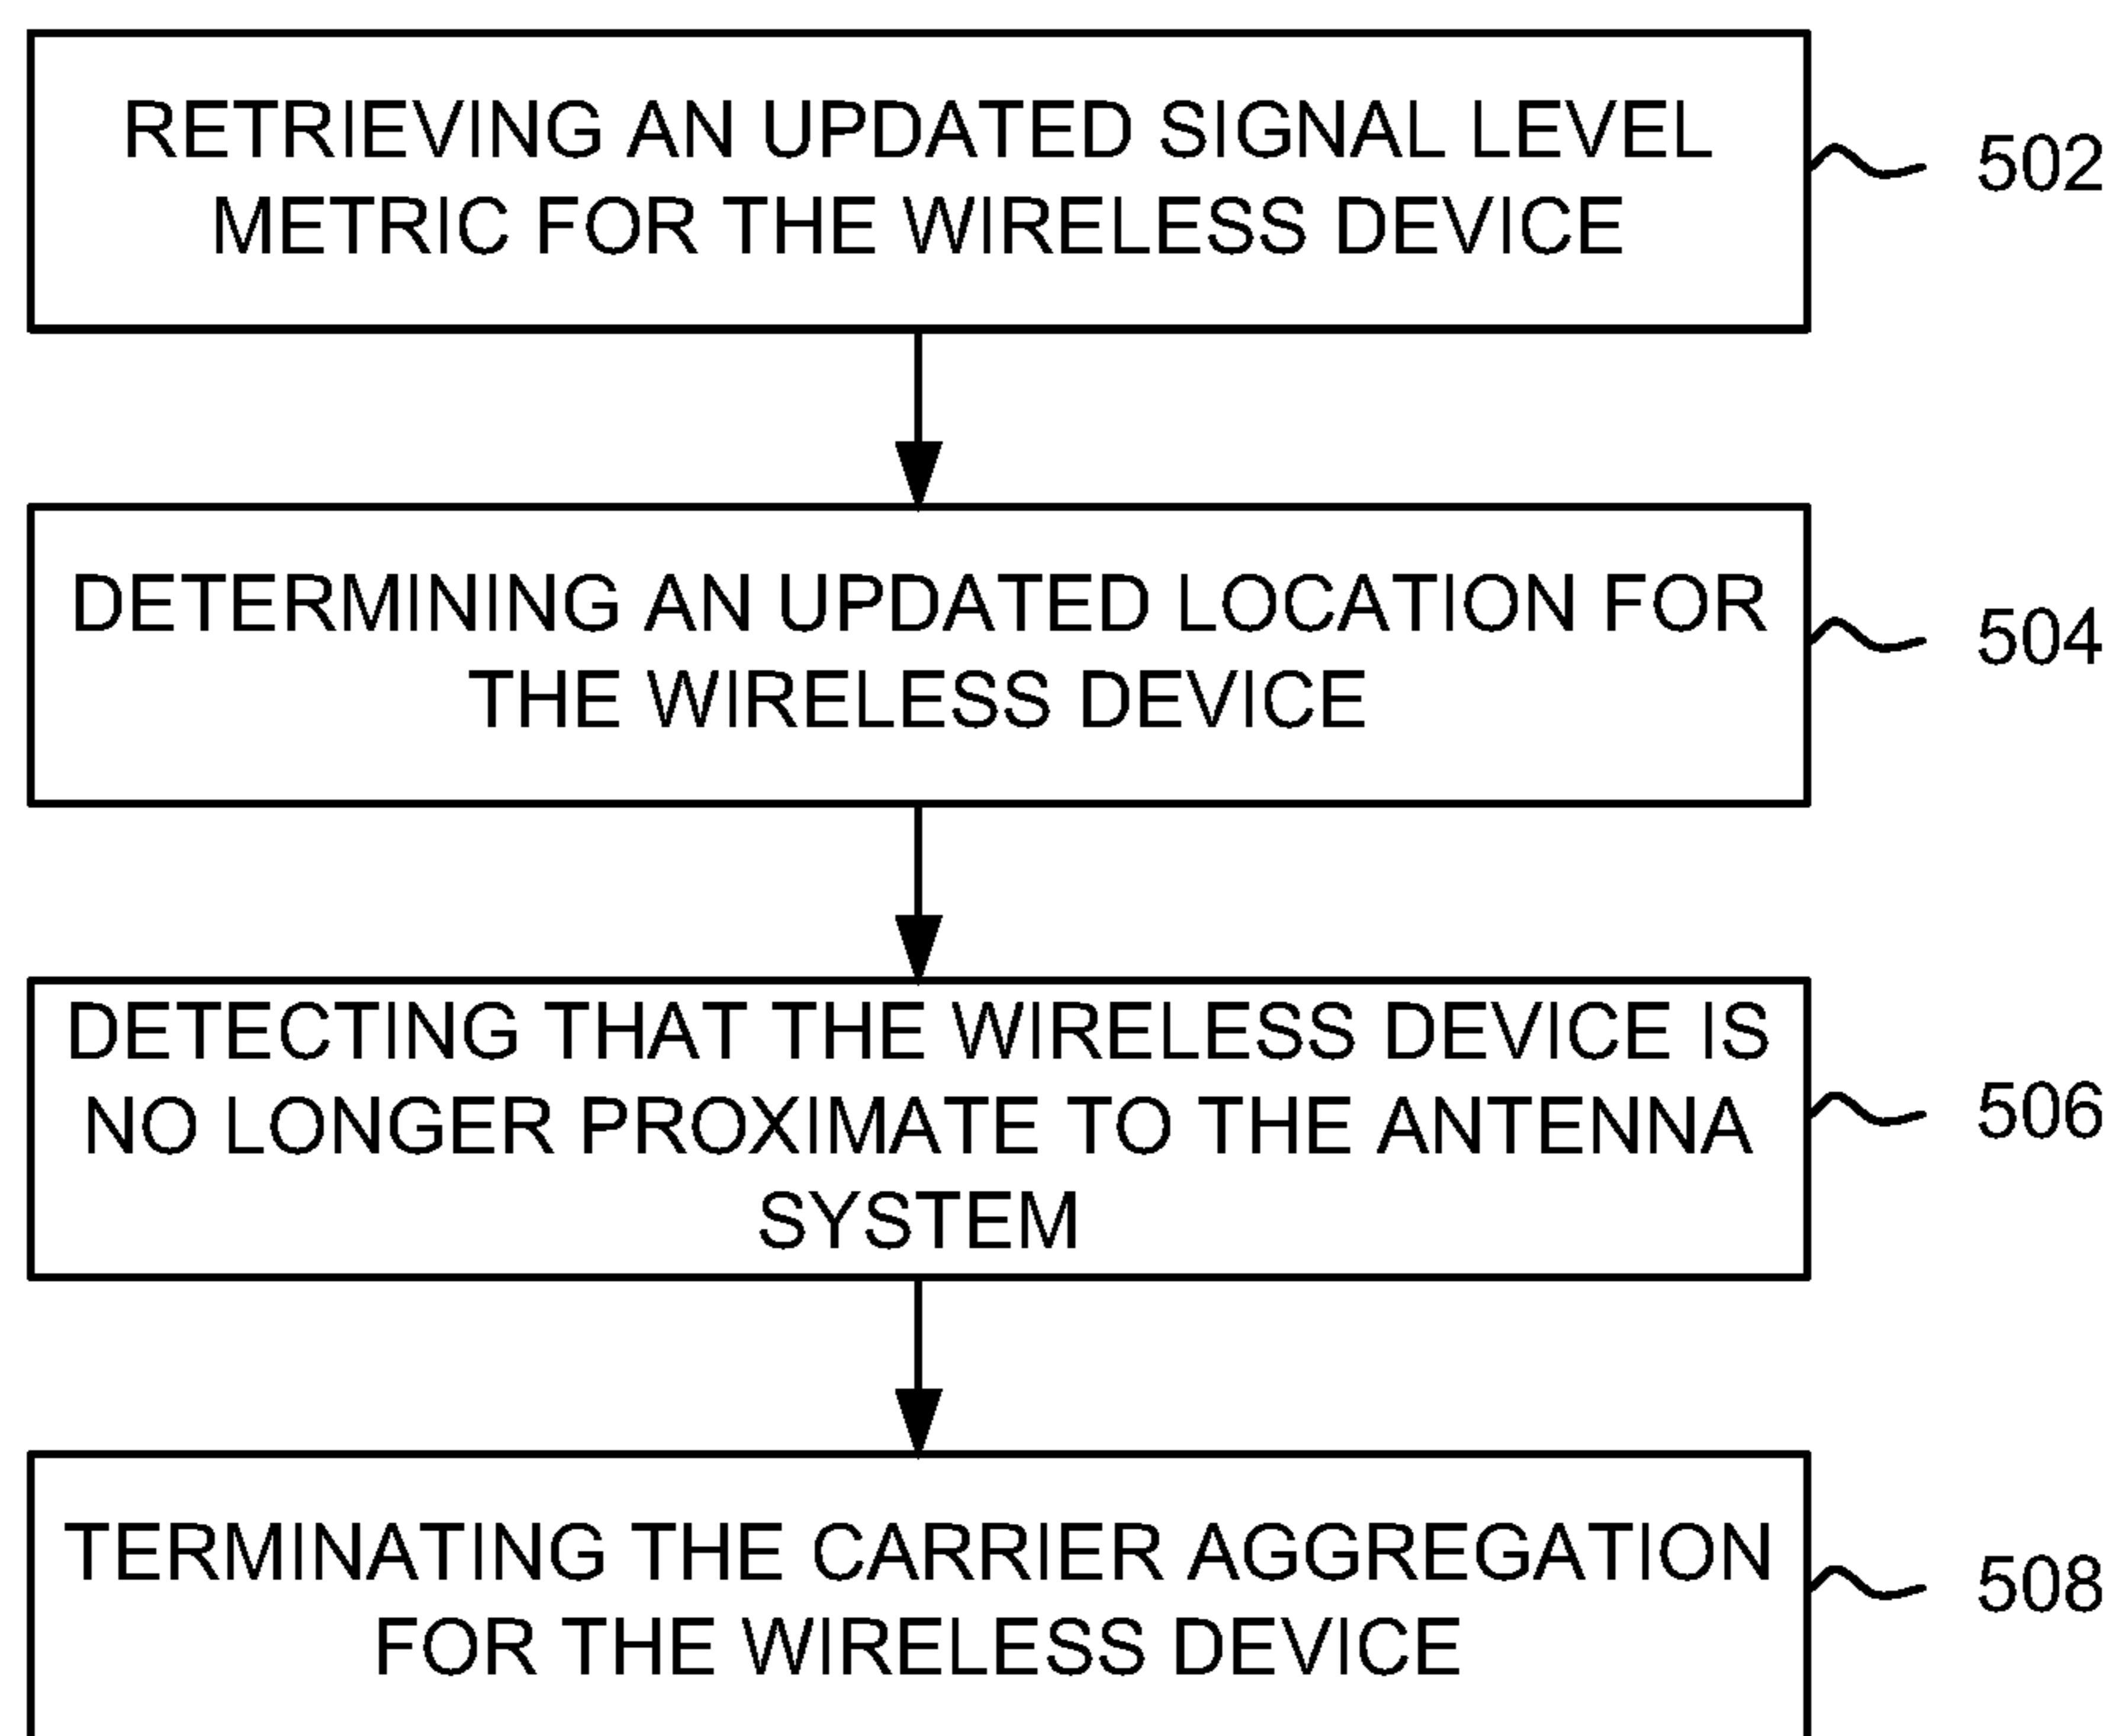 RETRIEVING AN UPDATED SIGNAL LEVEL
METRIC FOR THE WIRELESS DEVICE
502
DETERMINING AN UPDATED LOCATION FOR
THE WIRELESS DEVICE
504
DETECTING THAT THE WIRELESS DEVICE IS
NO LONGER PROXIMATE TO THE ANTENNA
SYSTEM
506
TERMINATING THE CARRIER AGGREGATION
FOR THE WIRELESS DEVICE
508